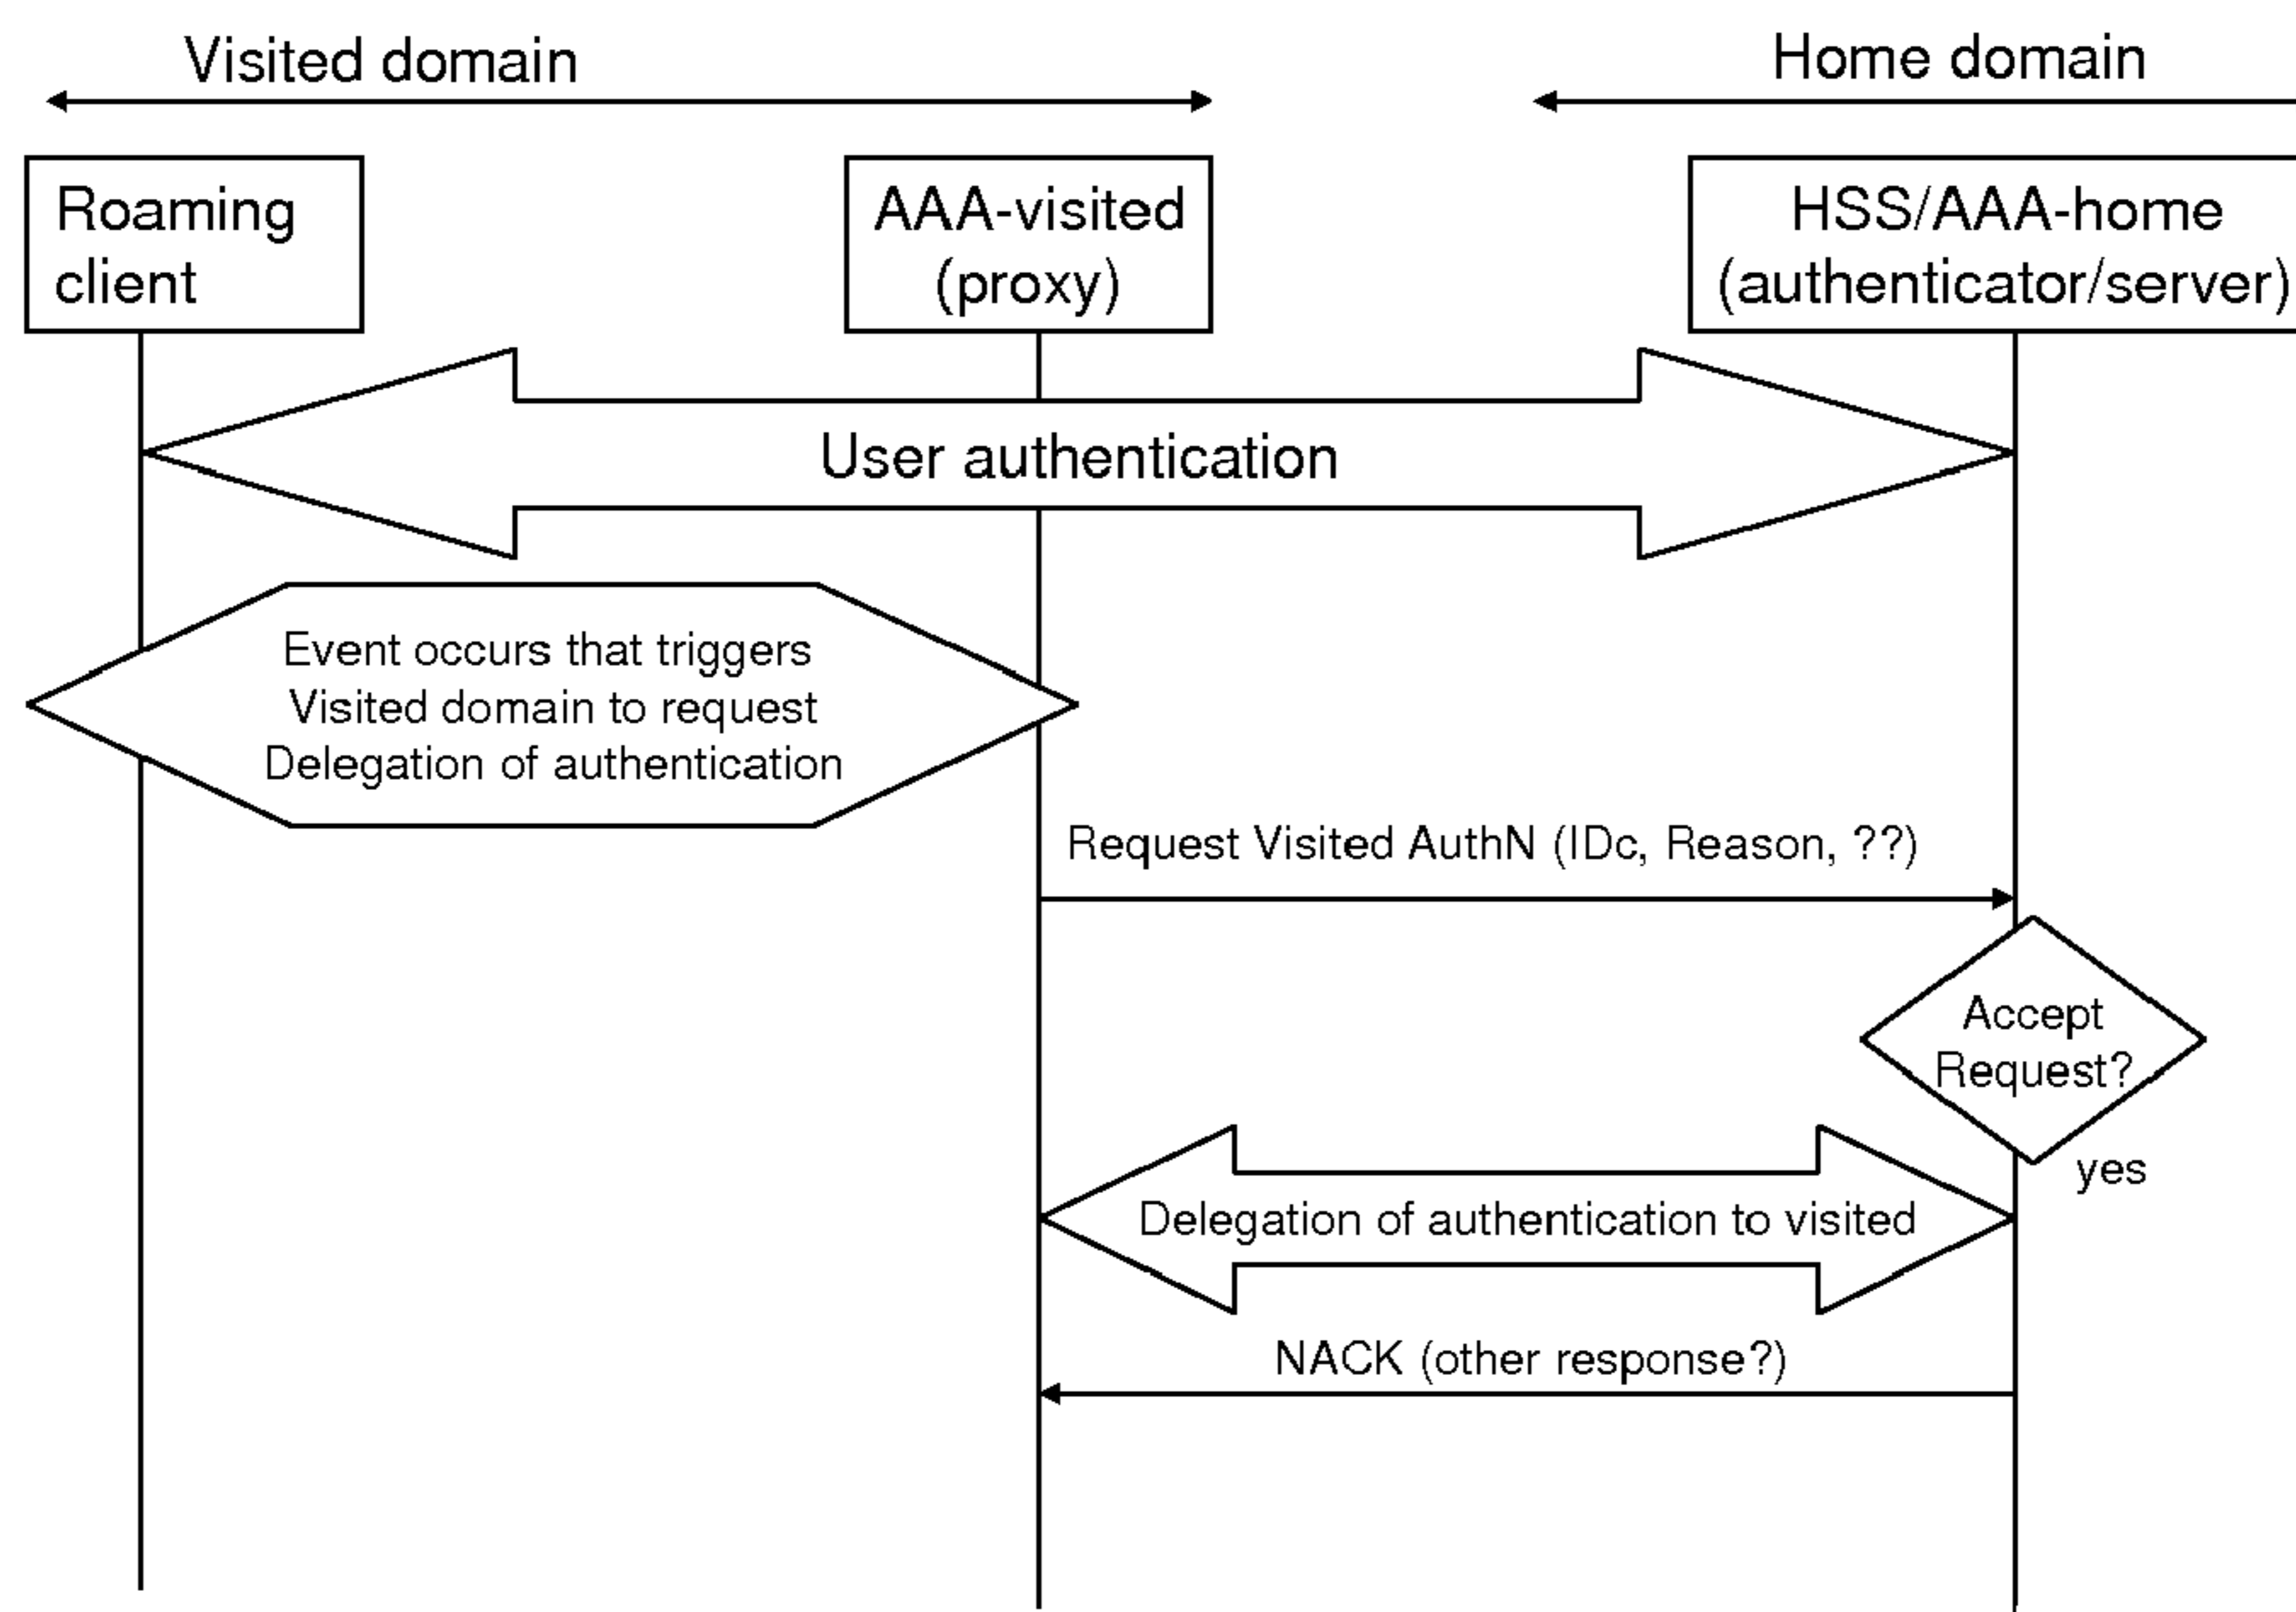 Visited domain
Home domain
Roaming
client
AAA-visited
(proxy)
HSS/AAA-home
(authenticator/server)
User authentication
Event occurs that triggers
Visited domain to request
Delegation of authentication
Request Visited AuthN (IDc, Reason, ??)
Accept
Request?
yes
Delegation of authentication to visited
NACK (other response?)